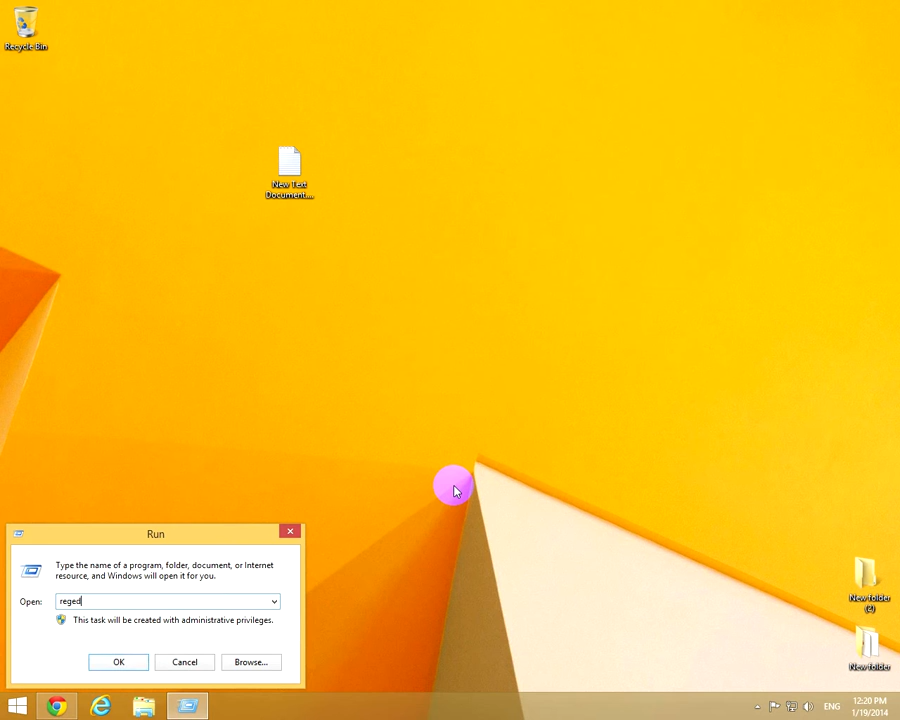 Recycle Bin
New Text
Document....
Run
Type the name of a program, folder, document, or Internet
resource, and Windows will open it for you.
Open:
reged
This task will be created with administrative privileges.
OK
Cancel
Browse...
New folder
(2)
New folder
ENG
12:20 PM
1/19/2014